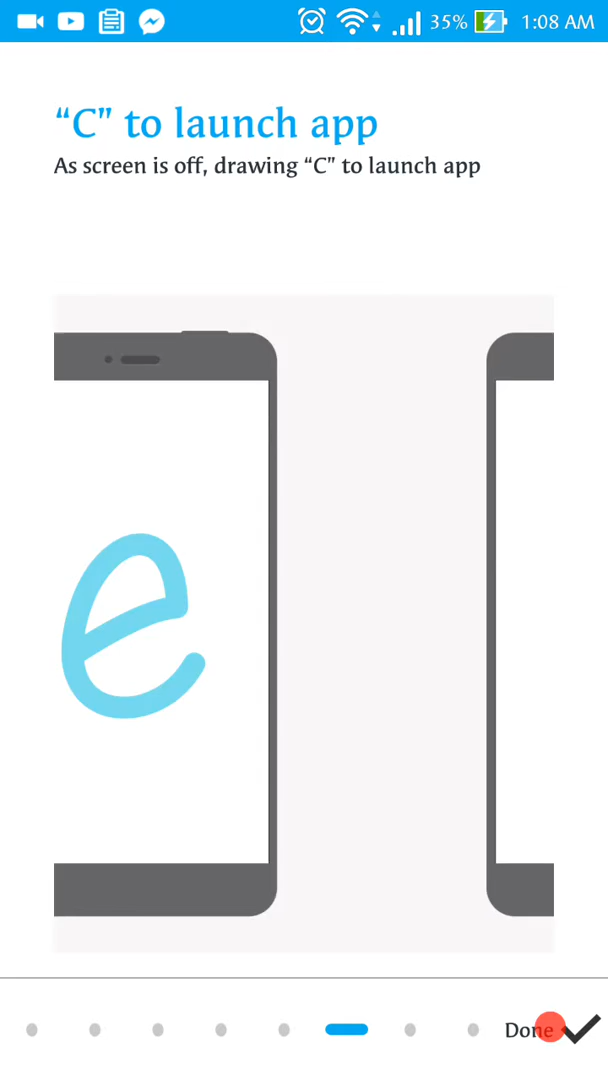 35% 1:08 AM
“C” to launch app
As screen is off, drawing “C” to launch app
e
Done